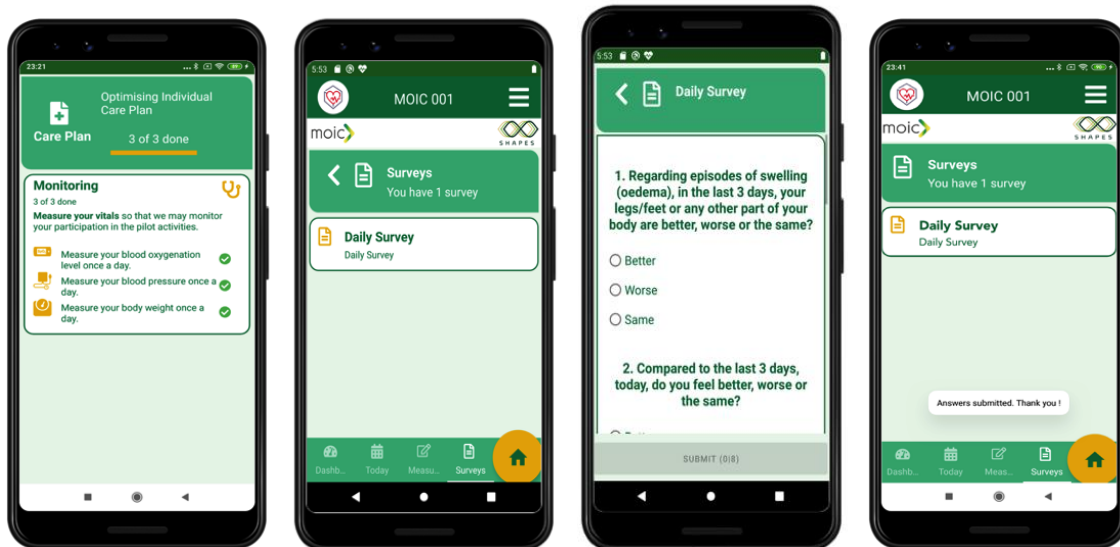 23:21
Optimising Individual
Care Plan
Care Plan
3 of 3 done
Monitoring
3 of 3 done
Measure your vitals so that we may monitor
your participation in the pilot activities.
Measure your blood oxygenation
level once a day.
Measure your blood pressure once a
day.
Measure your body weight once a
day.
5:53
MOIC 001
moic
SHAPES
Surveys
You have 1 survey
Daily Survey
Daily Survey
Dashb...
Today
Measu...
Surveys
5:53
Daily Survey
1. Regarding episodes of swelling
(oedema), in the last 3 days, your
legs/feet or any other part of your
body are better, worse or the same?
Better
Worse
Same
2. Compared to the last 3 days,
today, do you feel better, worse or
the same?
SUBMIT (0|8)
23:41
MOIC 001
moic
SHAPES
Surveys
You have 1 survey
Daily Survey
Daily Survey
Answers submitted. Thank you !
Dashb...
Today
Meas...
Surveys